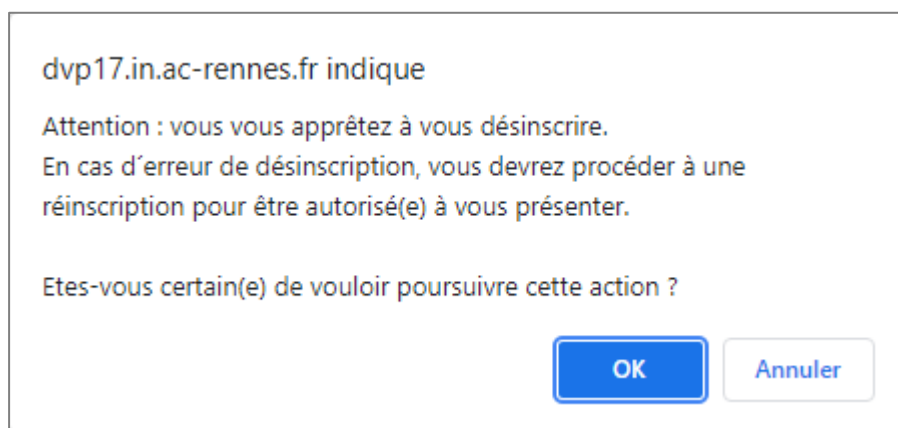 dvp17.in.ac-rennes.fr indique
Attention : vous vous apprêtez à vous désinscrire.
En cas d´erreur de désinscription, vous devrez procéder à une
réinscription pour être autorisé(e) à vous présenter.
Etes-vous certain(e) de vouloir poursuivre cette action ?
OK
Annuler